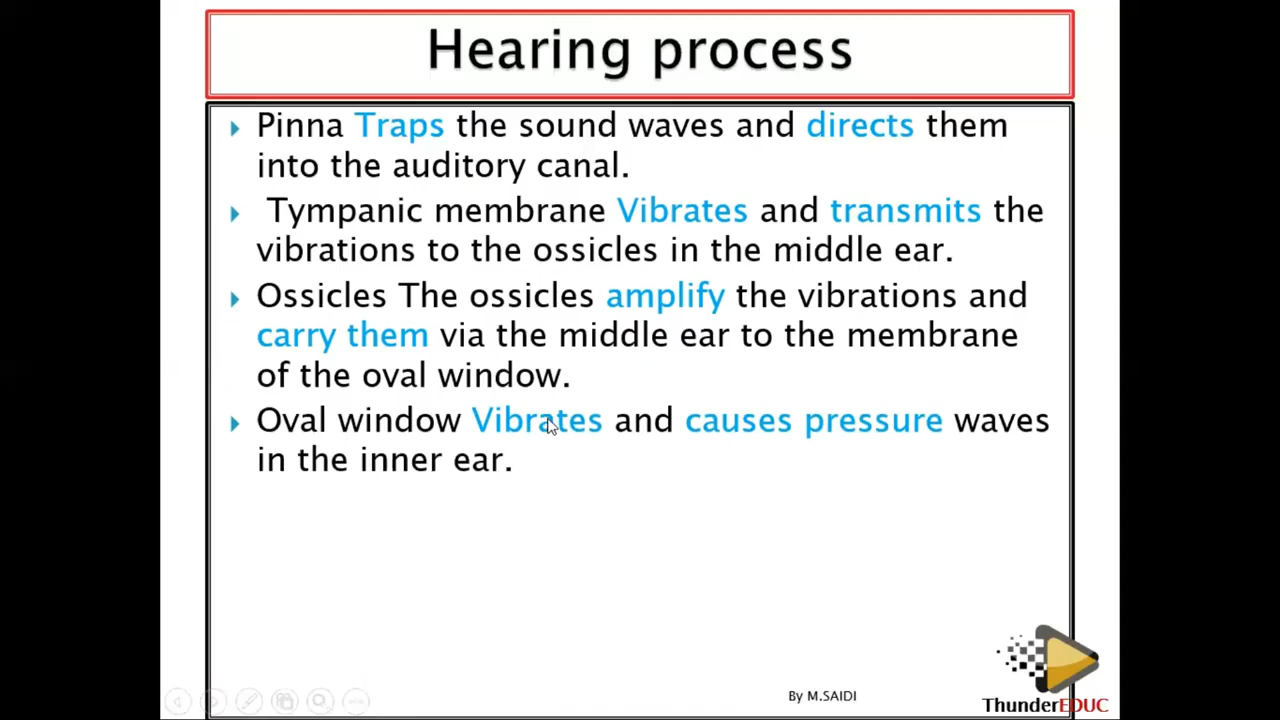 Hearing process
Pinna Traps the sound waves and directs them
into the auditory canal.
Tympanic membrane Vibrates and transmits the
vibrations to the ossicles in the middle ear.
Ossicles The ossicles amplify the vibrations and
carry them via the middle ear to the membrane
of the oval window.
Oval window Vibrates and causes pressure waves
in the inner ear.
By M.SAIDI
ThunderEDUC